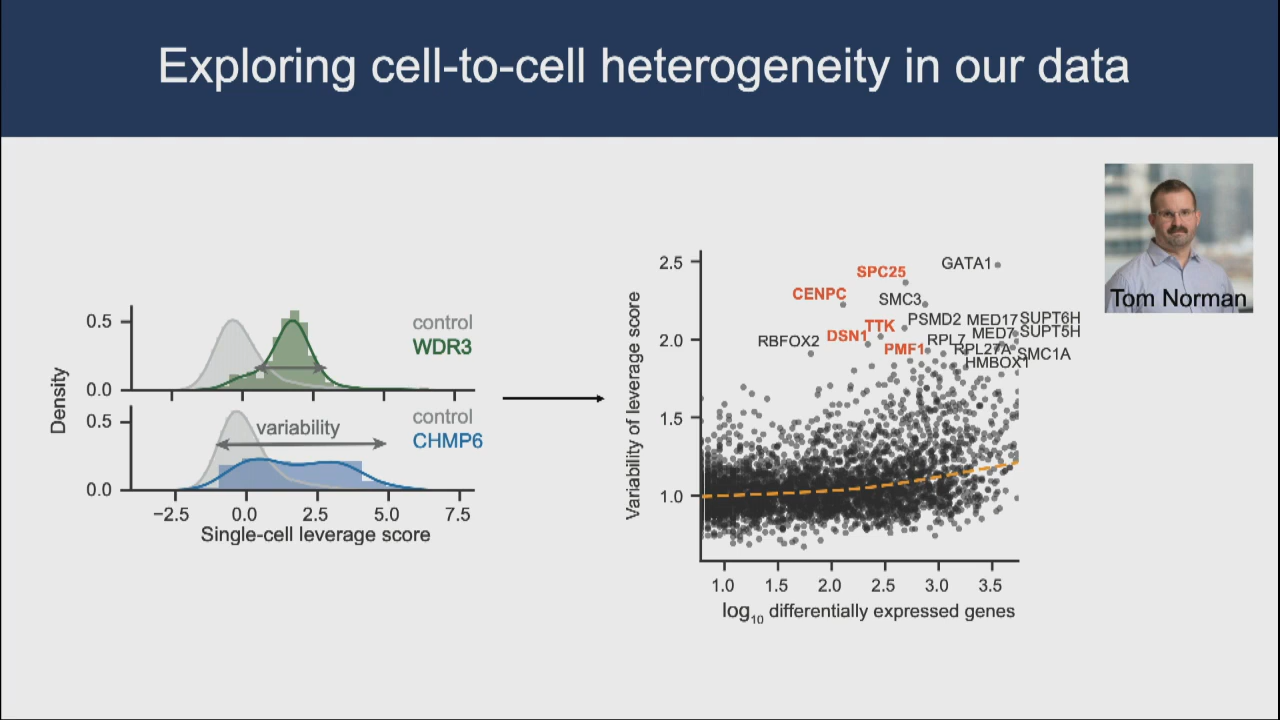 Exploring cell-to-cell heterogeneity in our data
Tom Norman
Density
0.5
0.0
control
WDR3
0.5
0.0
variability
control
CHMP6
−2.5 0.0 2.5 5.0 7.5
Single-cell leverage score
Variability of leverage score
2.5
2.0
1.5
1.0
GATA1
SPC25
CENPC
SMC3
PSMD2
MED17
SUPT6H
TTK
DSN1
RBFOX2
RPL7
MED7
SUPT5H
PMF1
RPL27A
SMC1A
HMBOX1
1.0 1.5 2.0 2.5 3.0 3.5
log10 differentially expressed genes